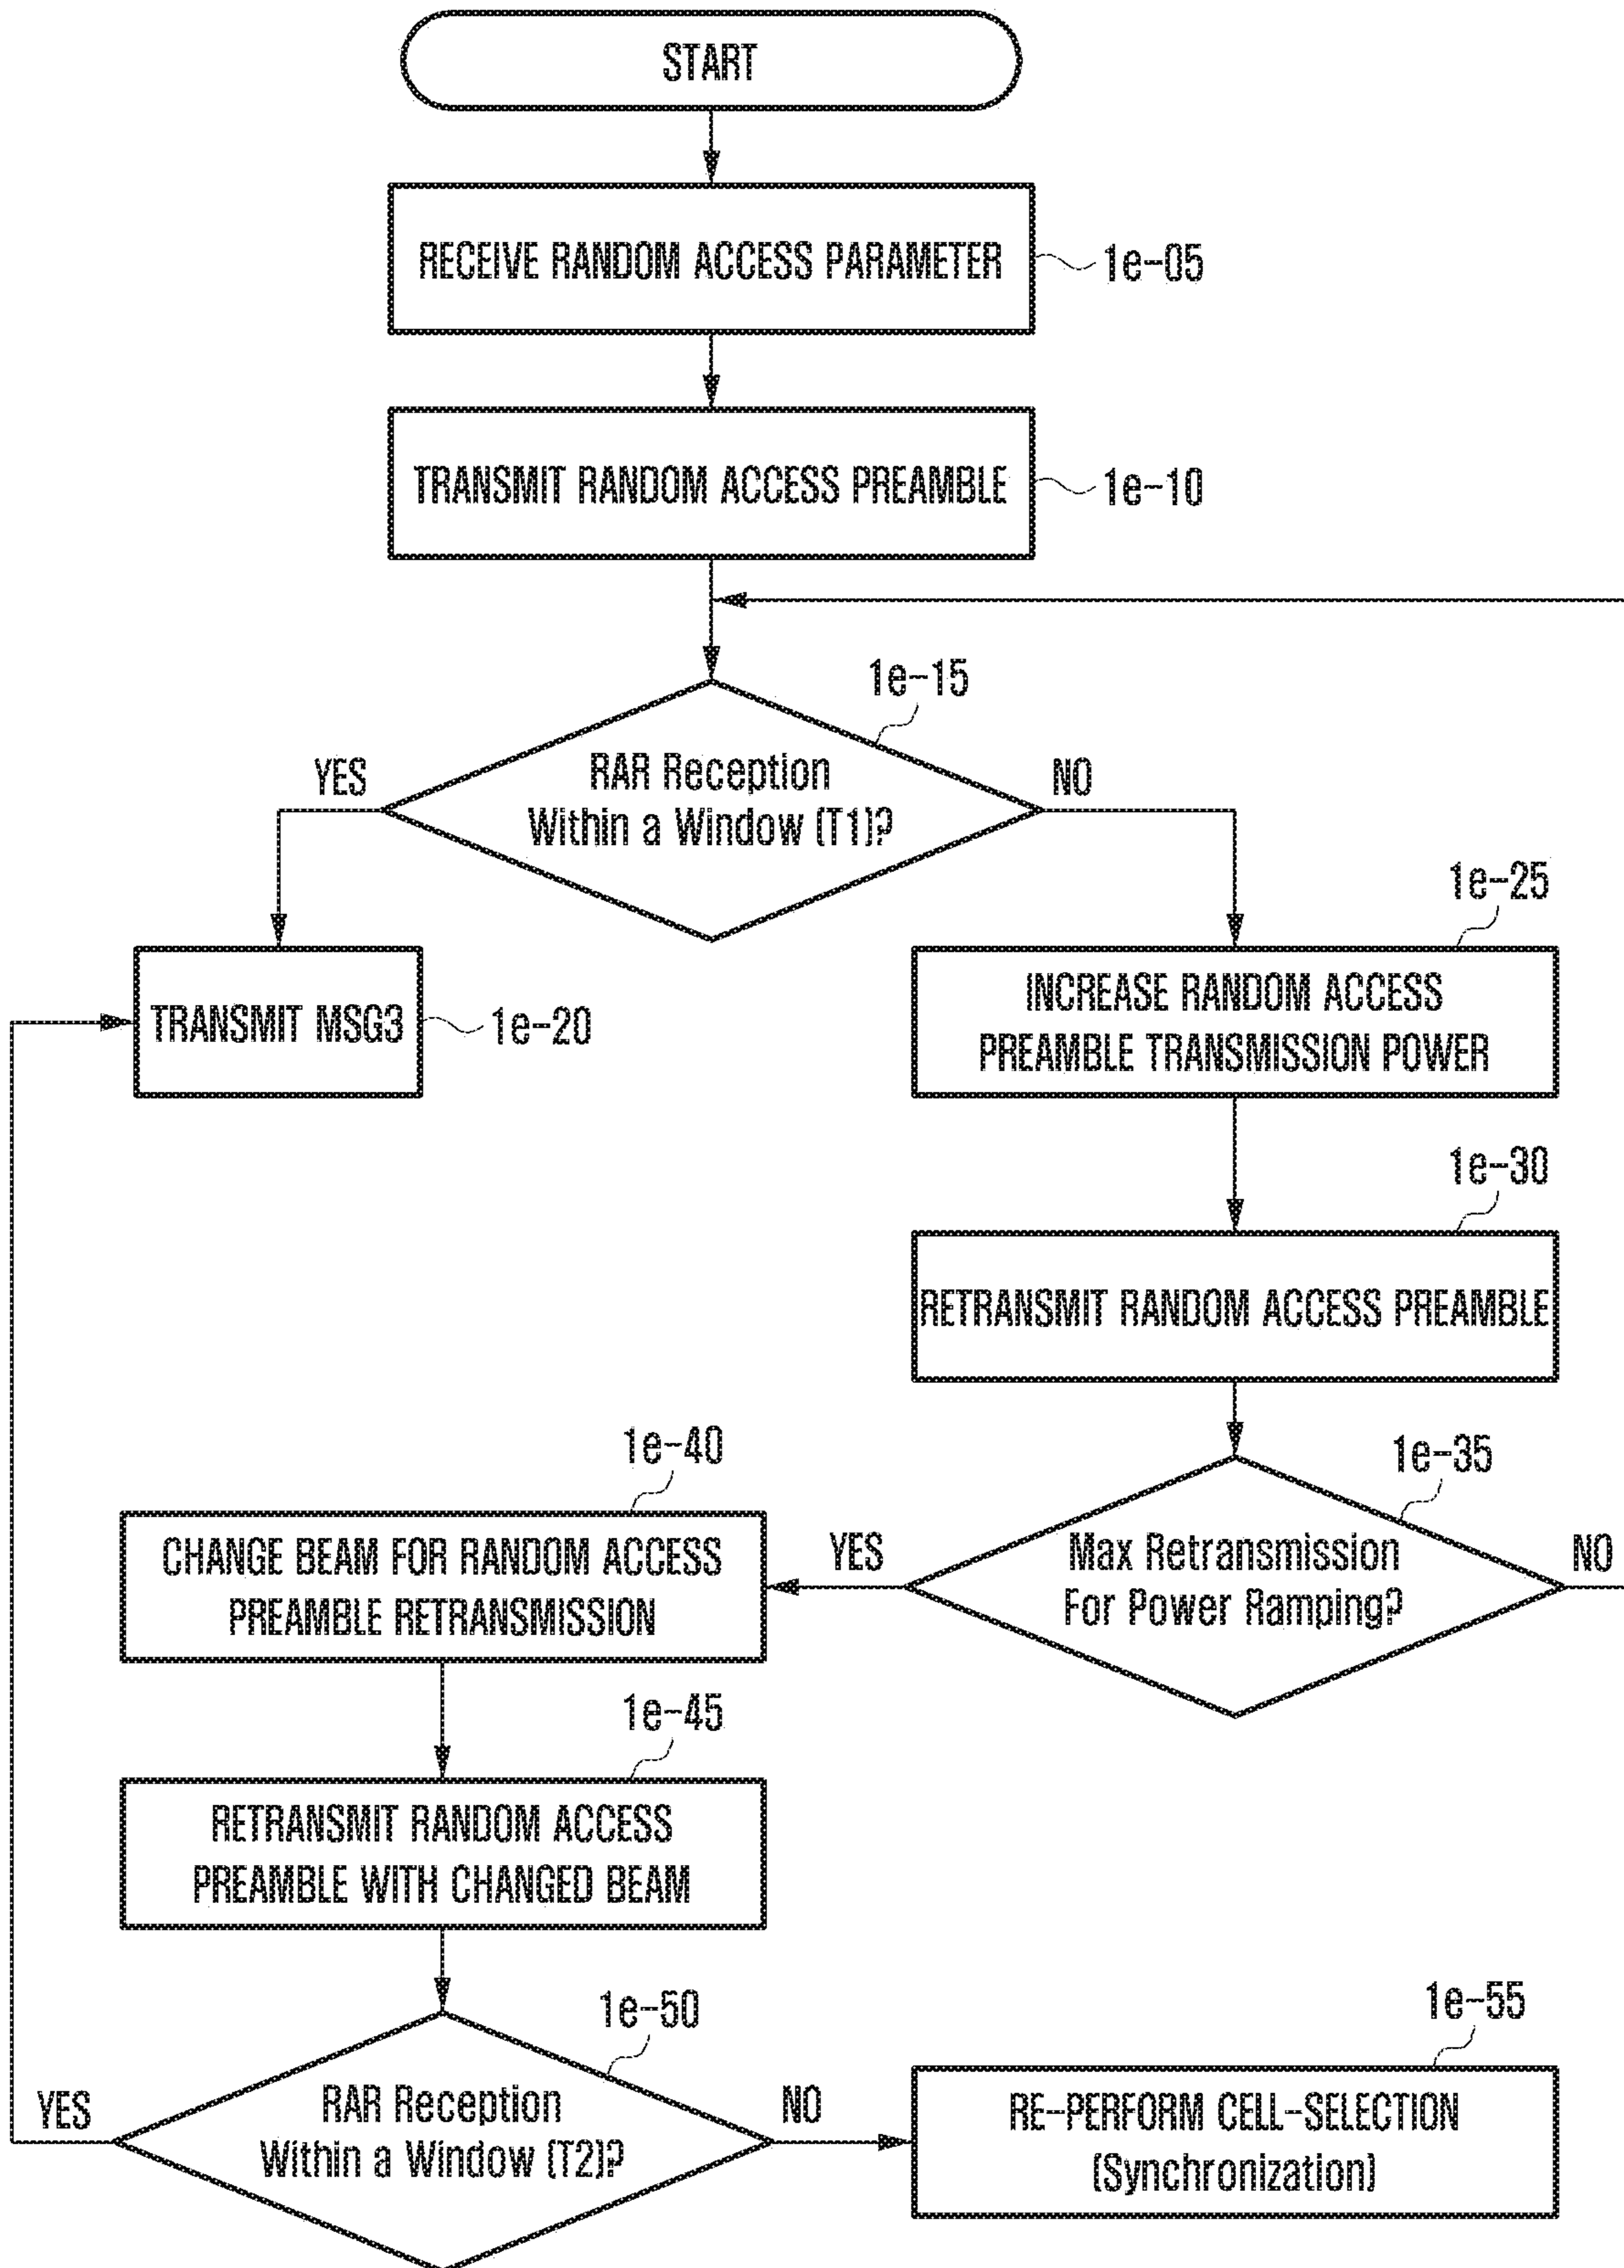 START
RECEIVE RANDOM ACCESS PARAMETER
1e-05
TRANSMIT RANDOM ACCESS PREAMBLE
1e-10
1e-15
RAR Reception
Within a Window (T1)?
YES
NO
1e-25
TRANSMIT MSG3
1e-20
INCREASE RANDOM ACCESS
PREAMBLE TRANSMISSION POWER
1e-30
RETRANSMIT RANDOM ACCESS PREAMBLE
1e-35
Max Retransmission
For Power Ramping?
YES
NO
1e-40
CHANGE BEAM FOR RANDOM ACCESS
PREAMBLE RETRANSMISSION
1e-45
RETRANSMIT RANDOM ACCESS
PREAMBLE WITH CHANGED BEAM
1e-50
RAR Reception
Within a Window (T2)?
YES
NO
1e-55
RE-PERFORM CELL-SELECTION
(Synchronization)